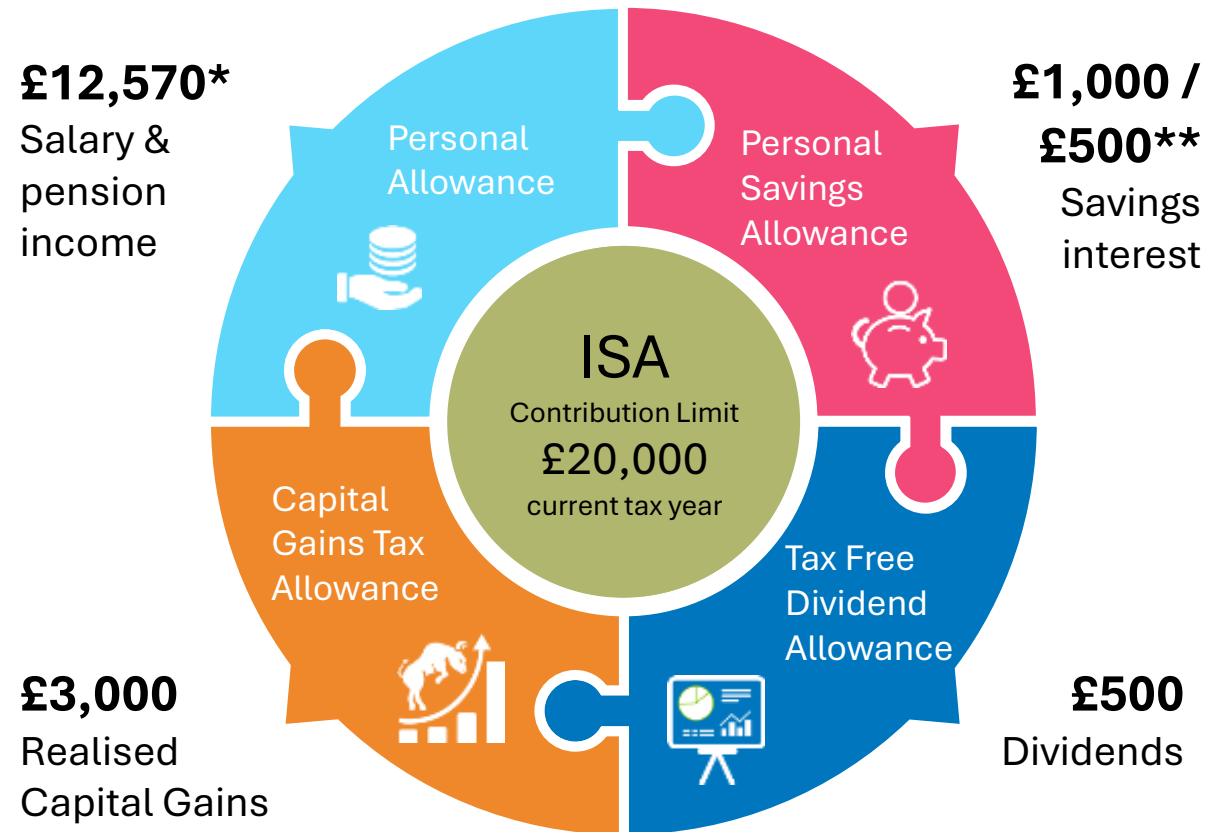 £12,570*
Salary &
pension
income
Personal
Allowance
Personal
Savings
Allowance
£1,000 /
£500**
Savings
interest
ISA
Contribution Limit
£20,000
current tax year
Capital
Gains Tax
Allowance
Tax Free
Dividend
Allowance
£3,000
Realised
Capital Gains
£500
Dividends